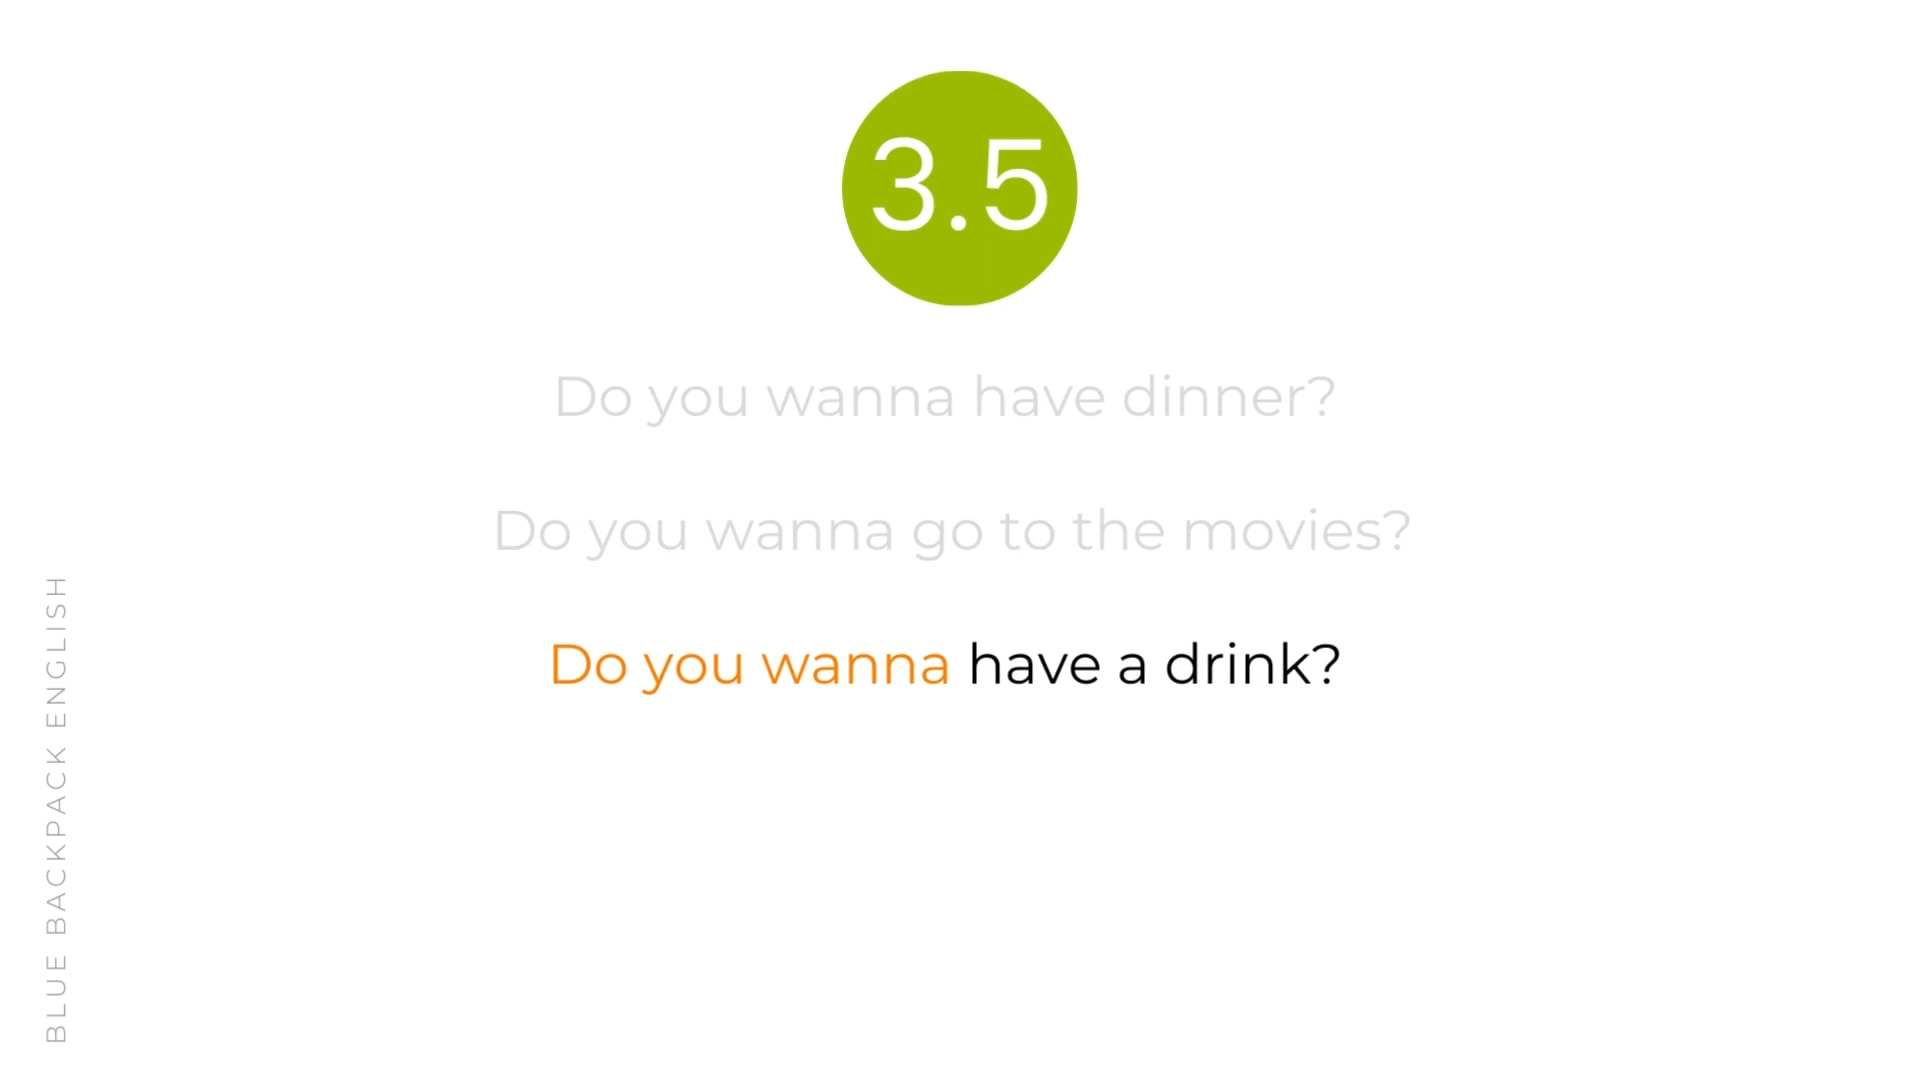 3.5
Do you wanna have dinner?
Do you wanna go to the movies?
Do you wanna have a drink?
BLUE BACKPACK ENGLISH